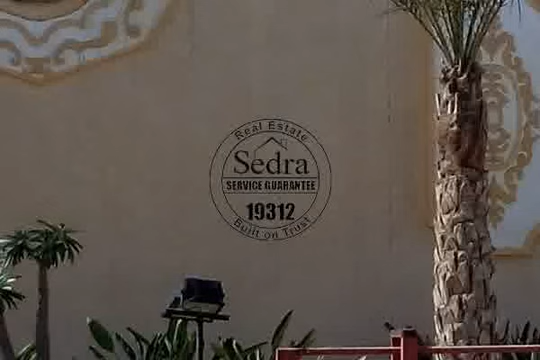 Real Estate
Sedra
SERVICE GUARANTEE
19312
Built on Trust